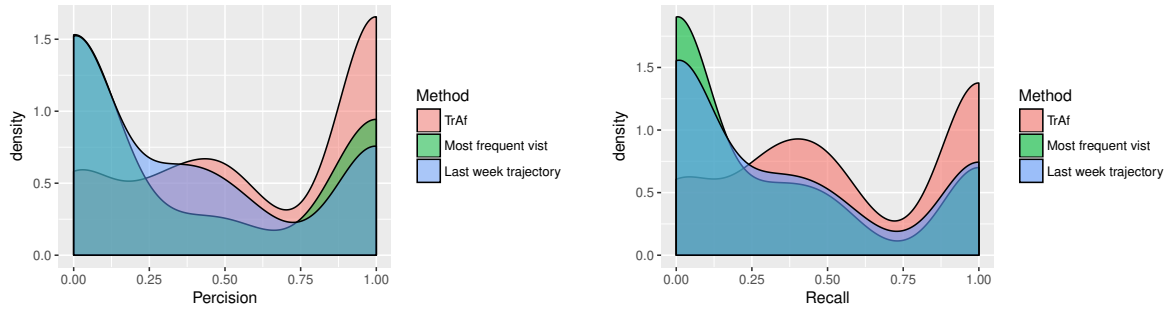 density
1.5
1.0
0.5
0.0
0.00 0.25 0.50 0.75 1.00
Percision
Method
TrAf
Most frequent vist
Last week trajectory
density
1.5
1.0
0.5
0.0
0.00 0.25 0.50 0.75 1.00
Recall
Method
TrAf
Most frequent vist
Last week trajectory